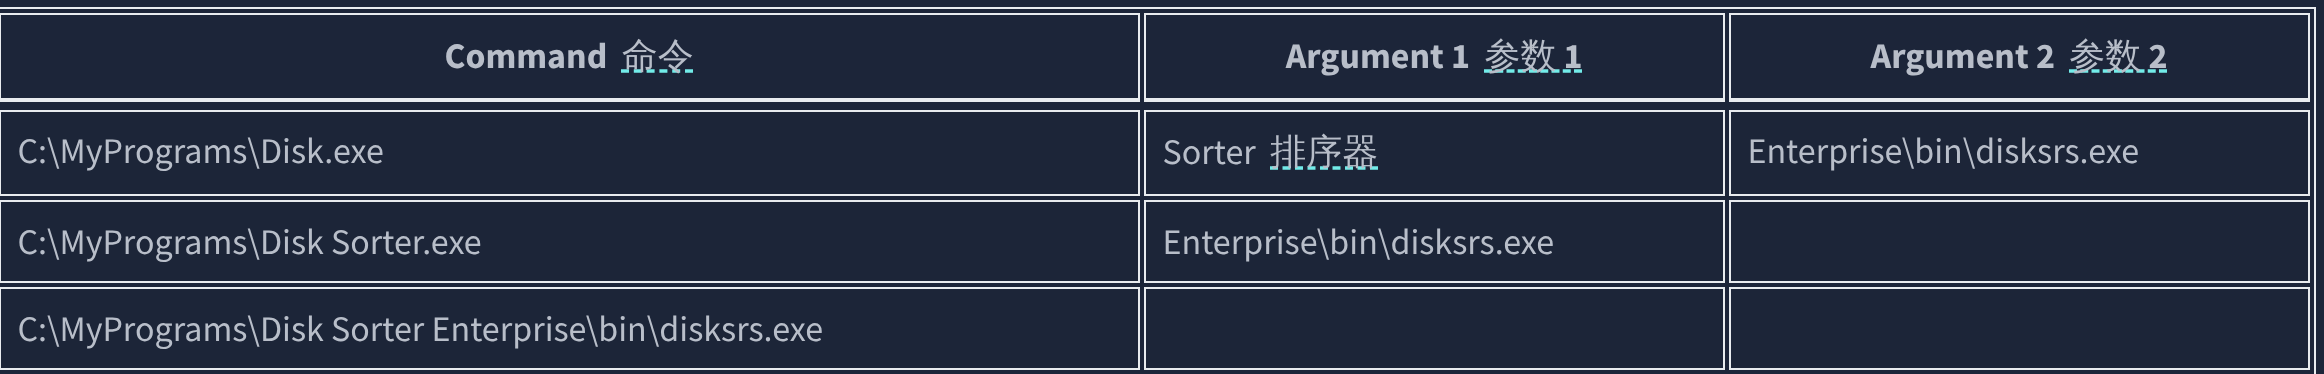 Command 命令 Argument 1 参数 1 Argument 2 参数 2
C:\MyPrograms\Disk.exe Sorter 排序器 Enterprise\bin\disksrs.exe
C:\MyPrograms\Disk Sorter.exe Enterprise\bin\disksrs.exe
C:\MyPrograms\Disk Sorter Enterprise\bin\disksrs.exe